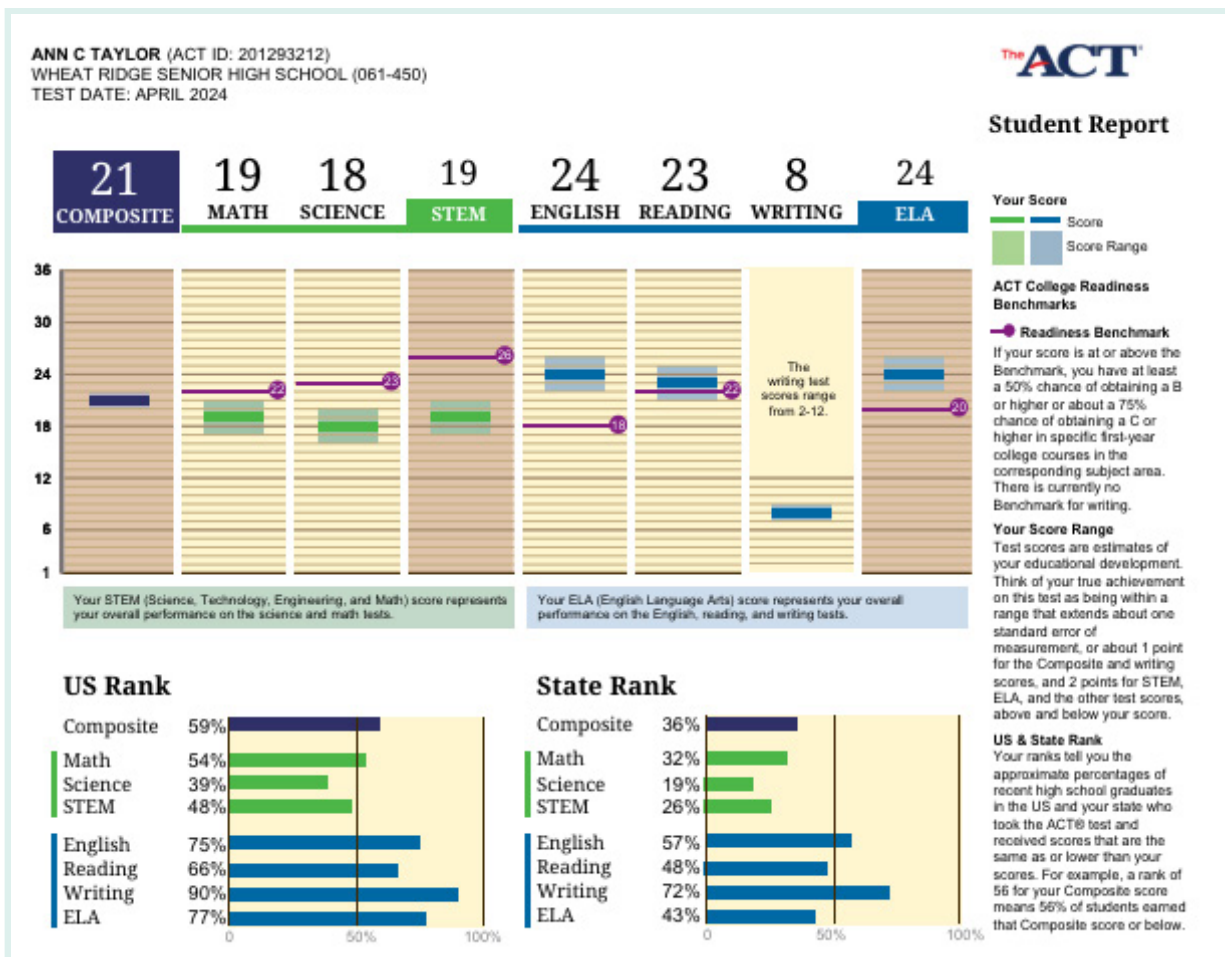 ANN C TAYLOR (ACT ID: 201293212)
WHEAT RIDGE SENIOR HIGH SCHOOL (061-450)
TEST DATE: APRIL 2024
The ACT®
Student Report
21 19 18 19 24 23 8 24
COMPOSITE MATH SCIENCE STEM ENGLISH READING WRITING ELA
36
30
24
18
12
6
1
22
23
26
18
22
The
writing test
scores range
from 2-12.
20
Your STEM (Science, Technology, Engineering, and Math) score represents
your overall performance on the science and math tests.
Your ELA (English Language Arts) score represents your overall
performance on the English, reading, and writing tests.
US Rank
Composite 59%
Math 54%
Science 39%
STEM 48%
English 75%
Reading 66%
Writing 90%
ELA 77%
0 50% 100%
State Rank
Composite 36%
Math 32%
Science 19%
STEM 26%
English 57%
Reading 48%
Writing 72%
ELA 43%
0 50% 100%
Your Score
Score
Score Range
ACT College Readiness
Benchmarks
Readiness Benchmark
If your score is at or above the
Benchmark, you have at least
a 50% chance of obtaining a B
or higher or about a 75%
chance of obtaining a C or
higher in specific first-year
college courses in the
corresponding subject area.
There is currently no
Benchmark for writing.
Your Score Range
Test scores are estimates of
your educational development.
Think of your true achievement
on this test as being within a
range that extends about one
standard error of
measurement, or about 1 point
for the Composite and writing
scores, and 2 points for STEM,
ELA, and the other test scores,
above and below your score.
US & State Rank
Your ranks tell you the
approximate percentages of
recent high school graduates
in the US and your state who
took the ACT® test and
received scores that are the
same as or lower than your
scores. For example, a rank of
56 for your Composite score
means 56% of students earned
that Composite score or below.